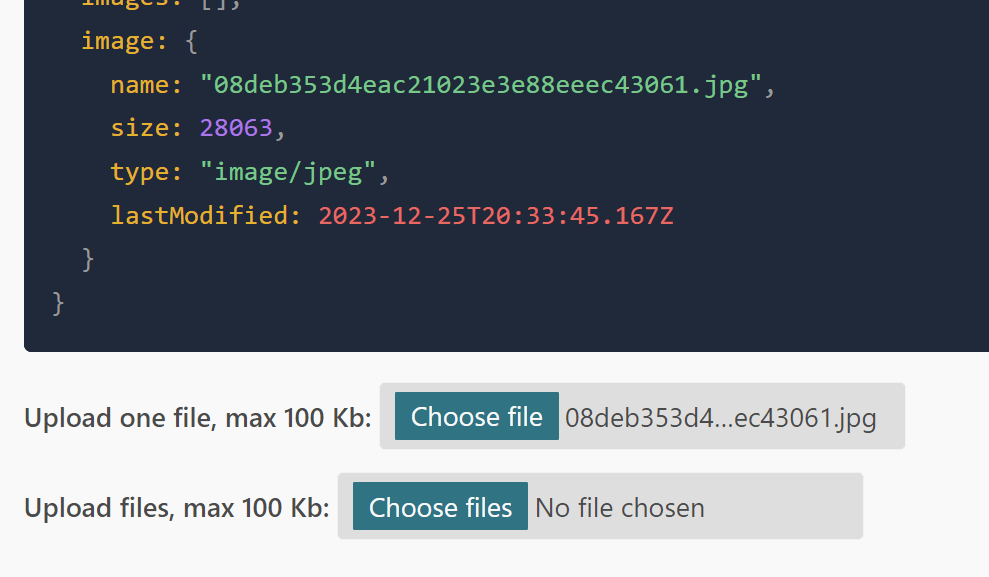 images: [],
image: {
name: "08deb353d4eac21023e3e88eeec43061.jpg",
size: 28063,
type: "image/jpeg",
lastModified: 2023-12-25T20:33:45.167Z
}
}
Upload one file, max 100 Kb: Choose file 08deb353d4...ec43061.jpg
Upload files, max 100 Kb: Choose files No file chosen